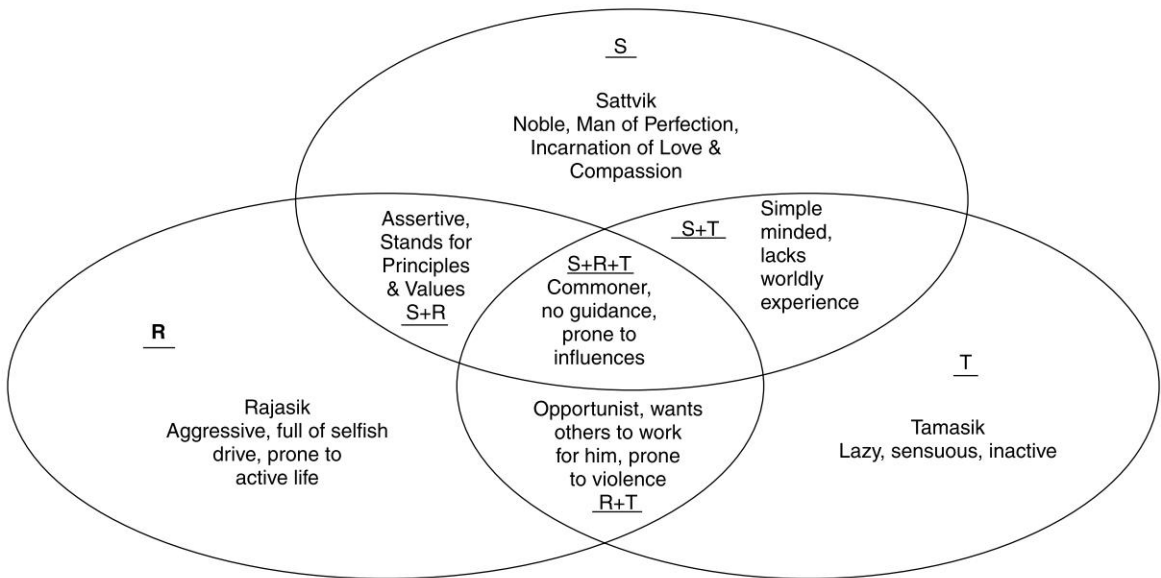 S
Sattvik
Noble, Man of Perfection,
Incarnation of Love &
Compassion
Assertive,
Stands for
Principles
& Values
S+R
S+R+T
Commoner,
no guidance,
prone to
influences
S+T
Simple
minded,
lacks
worldly
experience
R
Rajasik
Aggressive, full of selfish
drive, prone to
active life
Opportunist, wants
others to work
for him, prone
to violence
R+T
T
Tamasik
Lazy, sensuous, inactive